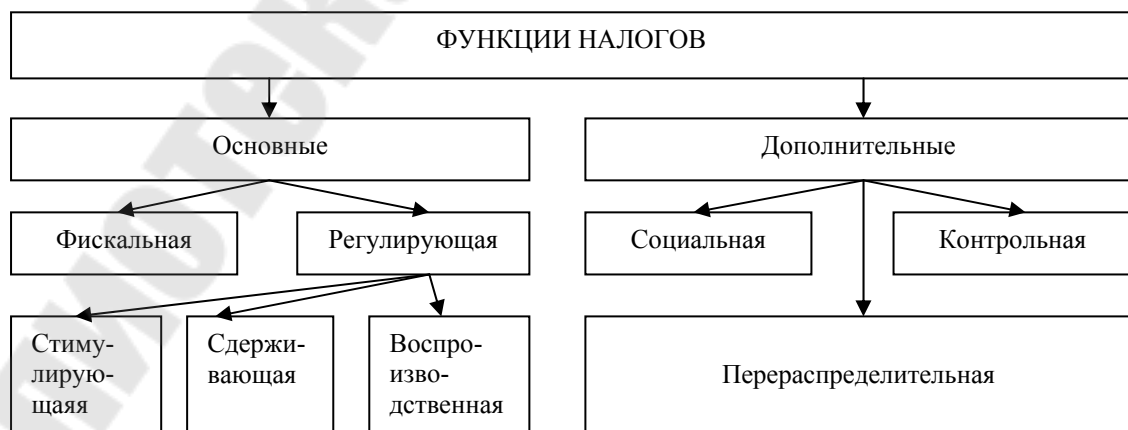 ФУНКЦИИ НАЛОГОВ
Основные
Дополнительные
Фискальная
Регулирующая
Социальная
Контрольная
Стиму-
лирую-
щаяя
Сдержи-
вающая
Воспро-
изво-
дственная
Перераспределительная